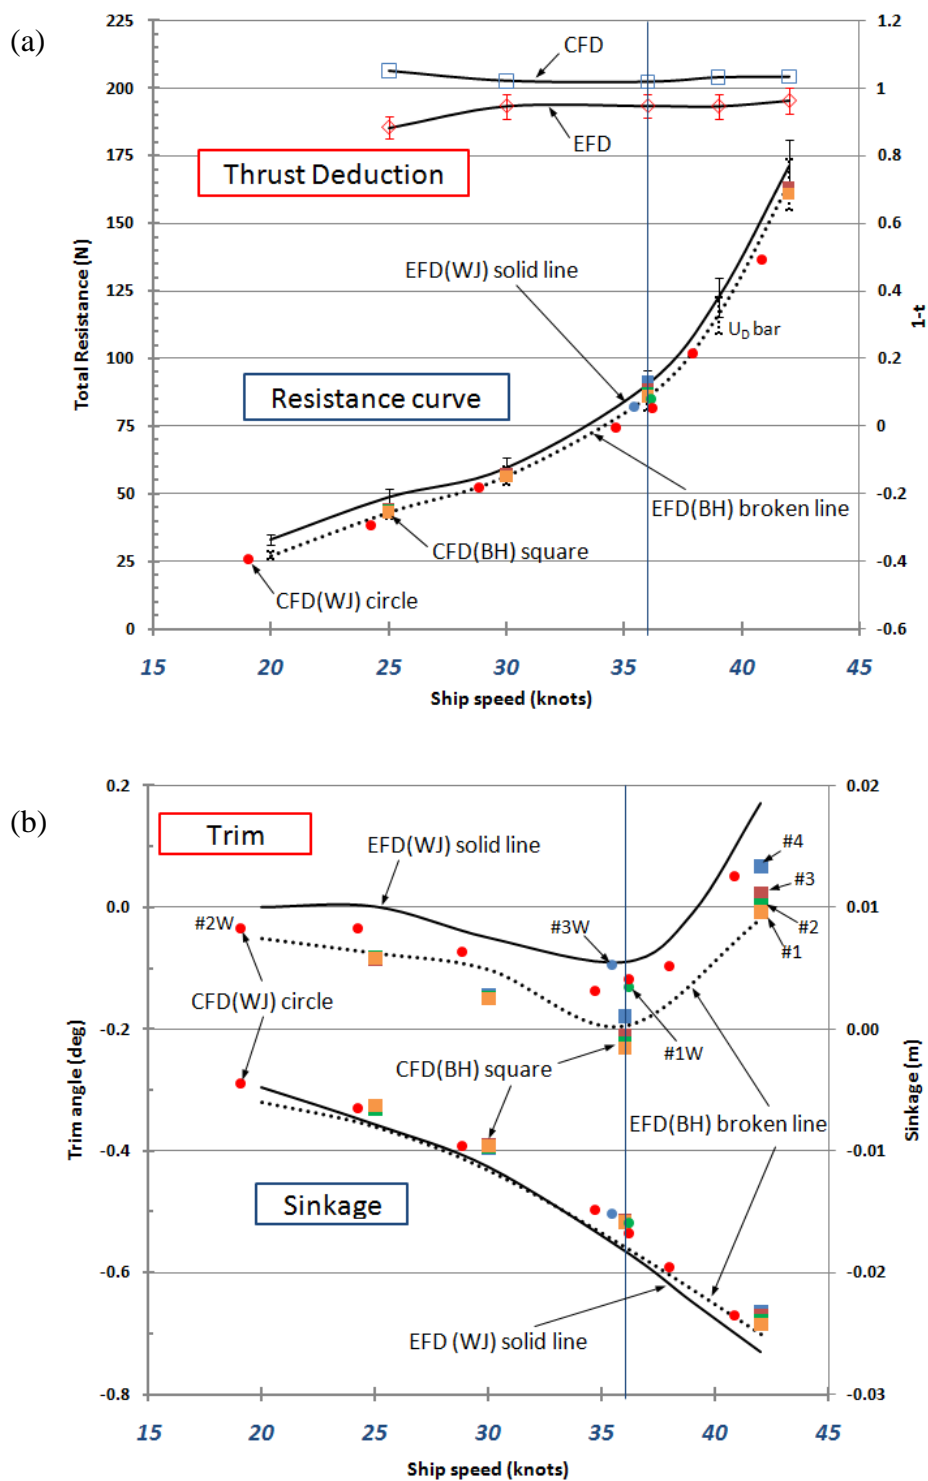 (a)
225
200
175
150
125
100
75
50
25
0
Total Resistance (N)
1.2
1
0.8
0.6
0.4
0.2
0
-0.2
-0.4
-0.6
1-t
CFD
EFD
Thrust Deduction
EFD(WJ) solid line
U_D bar
Resistance curve
EFD(BH) broken line
CFD(BH) square
CFD(WJ) circle
15 20 25 30 35 40 45
Ship speed (knots)
(b)
0.2
0.0
-0.2
-0.4
-0.6
-0.8
Trim angle (deg)
0.02
0.01
0.00
-0.01
-0.02
-0.03
Sinkage (m)
Trim
EFD(WJ) solid line
#4
#3
#2
#1
#2W
#3W
CFD(WJ) circle
#1W
CFD(BH) square
EFD(BH) broken line
Sinkage
EFD (WJ) solid line
15 20 25 30 35 40 45
Ship speed (knots)